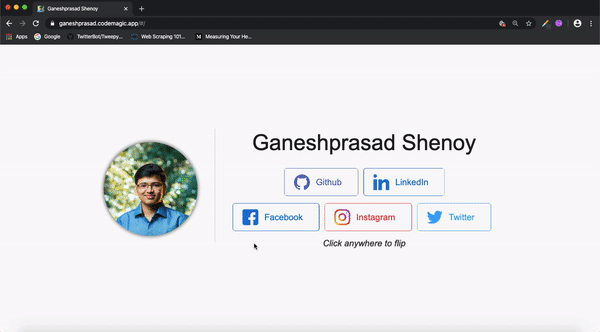 Ganeshprasad Shenoy
ganeshprasad.codemagic.app/#/
Apps Google TwitterBot/Tweepy... Web Scraping 101... Measuring Your He...
Ganeshprasad Shenoy
Github LinkedIn
Facebook Instagram Twitter
Click anywhere to flip